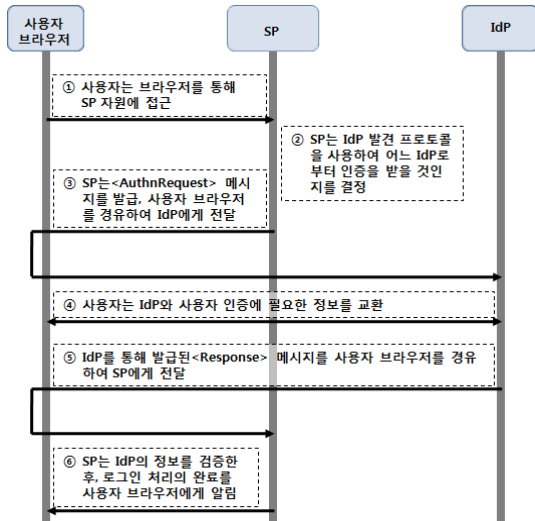 사용자
브라우저
SP
IdP
① 사용자는 브라우저를 통해
SP 자원에 접근
② SP는 IdP 발견 프로토콜
을 사용하여 어느 IdP로
부터 인증을 받을 것인
지를 결정
③ SP는<AuthnRequest> 메시
지를 발급, 사용자 브라우저
를 경유하여 IdP에게 전달
④ 사용자는 IdP와 사용자 인증에 필요한 정보를 교환
⑤ IdP를 통해 발급된<Response> 메시지를 사용자 브라우저를 경유
하여 SP에게 전달
⑥ SP는 IdP의 정보를 검증한
후, 로그인 처리의 완료를
사용자 브라우저에게 알림